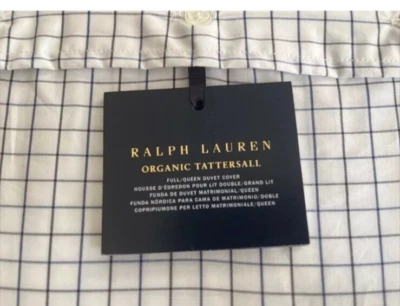 RALPH LAUREN
ORGANIC TATTERSALL
FULL/QUEEN DUVET COVER
HOUSSE D'ÉDREDON POUR LIT DOUBLE/GRAND LIT
FUNDA DE DUVET MATRIMONIAL/QUEEN
FUNDA NÓRDICA PARA CAMA DE MATRIMONIO/DOBLE
COPRIPIUMONE PER LETTO MATRIMONIALE/QUEEN